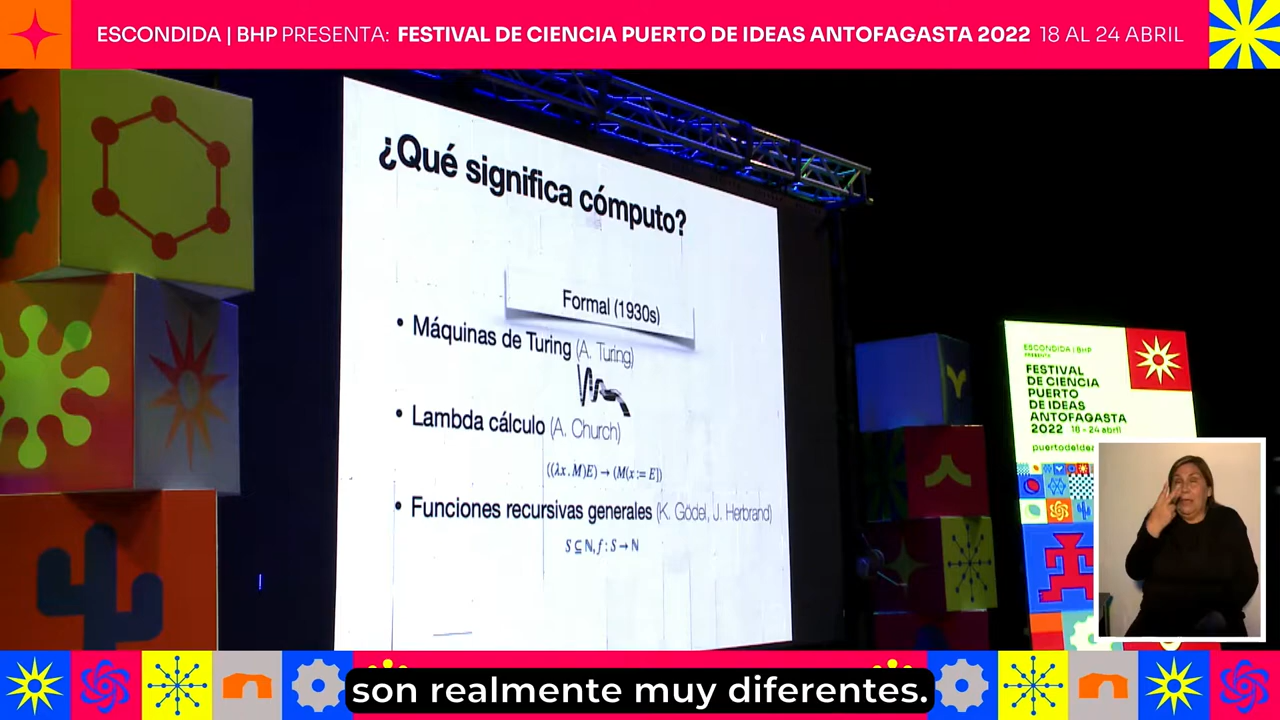 ESCONDIDA | BHP PRESENTA: FESTIVAL DE CIENCIA PUERTO DE IDEAS ANTOFAGASTA 2022 18 AL 24 ABRIL
¿Qué significa cómputo?
Formal (1930s)
• Máquinas de Turing (A. Turing)
• Lambda cálculo (A. Church)
((λx . M)E) → (M(x := E])
• Funciones recursivas generales (K. Gödel, J. Herbrand)
S ⊆ ℕ, f : S → ℕ
ESCONDIDA | BHP
PRESENTA:
FESTIVAL
DE CIENCIA
PUERTO
DE IDEAS
ANTOFAGASTA
2022 18 - 24 abril
son realmente muy diferentes.